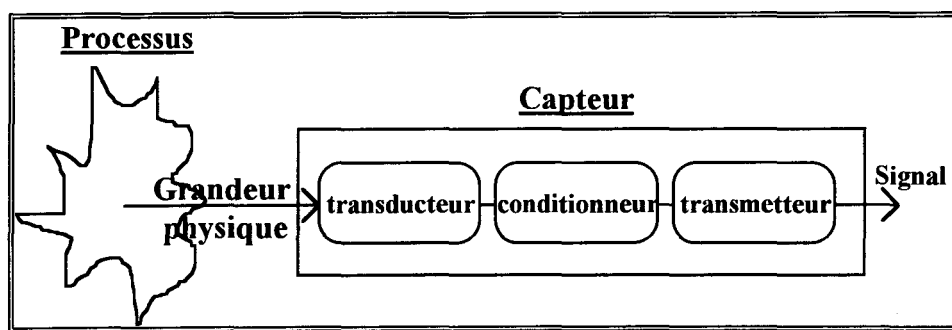 Processus
Capteur
Grandeur
physique
transducteur
conditionneur
transmetteur
Signal